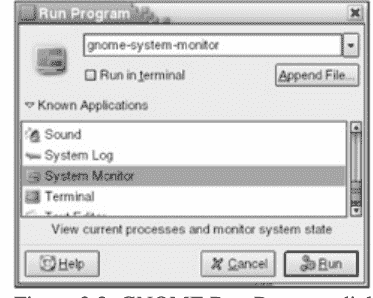 Run Program
gnome-system-monitor
Run in terminal
Append File...
Known Applications
Sound
System Log
System Monitor
Terminal
View current processes and monitor system state
Help
Cancel
Run